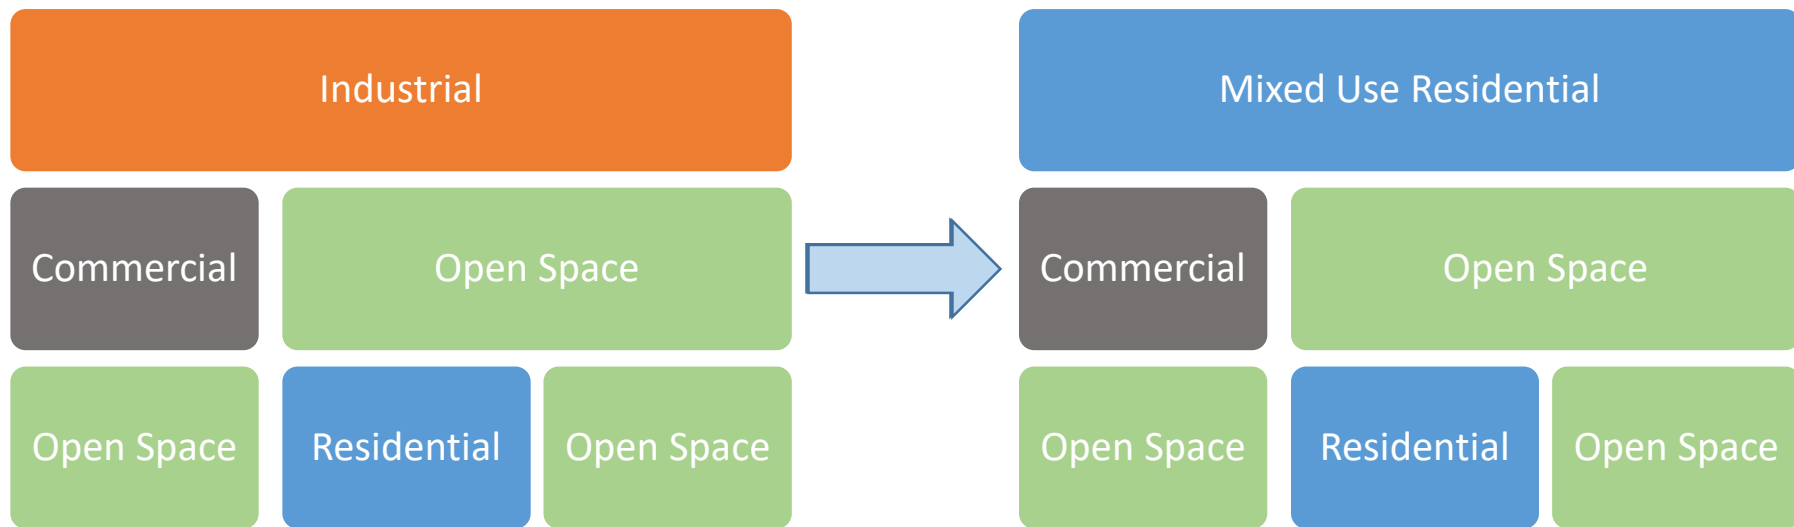 Industrial
Commercial
Open Space
Open Space
Residential
Open Space
Mixed Use Residential
Commercial
Open Space
Open Space
Residential
Open Space